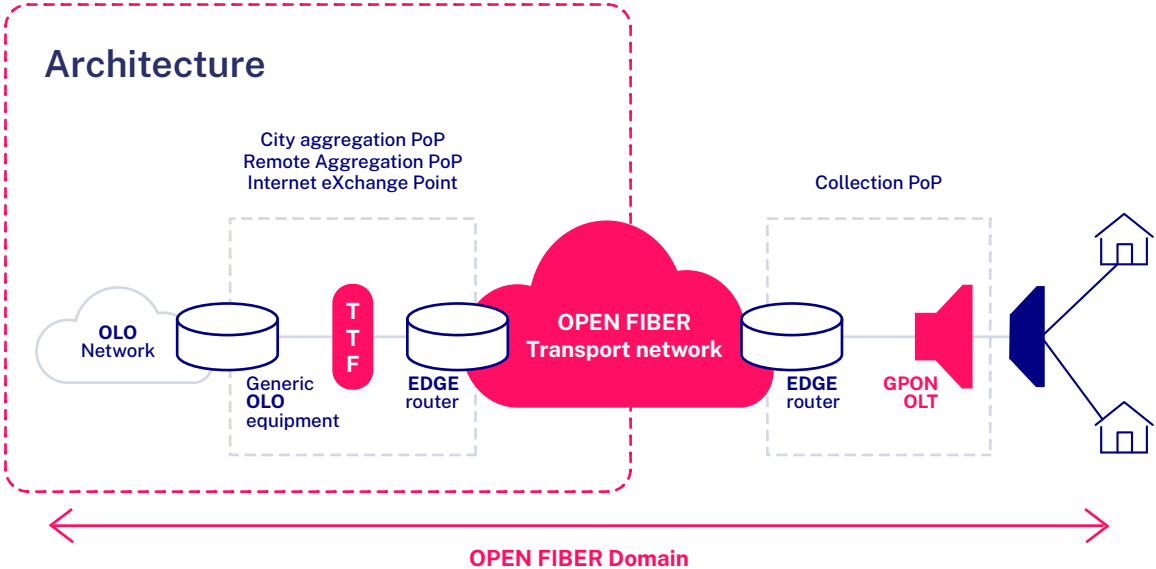 Architecture
City aggregation PoP
Remote Aggregation PoP
Internet eXchange Point
Collection PoP
OLO
Network
Generic
OLO
equipment
T
T
F
EDGE
router
OPEN FIBER
Transport network
EDGE
router
GPON
OLT
OPEN FIBER Domain